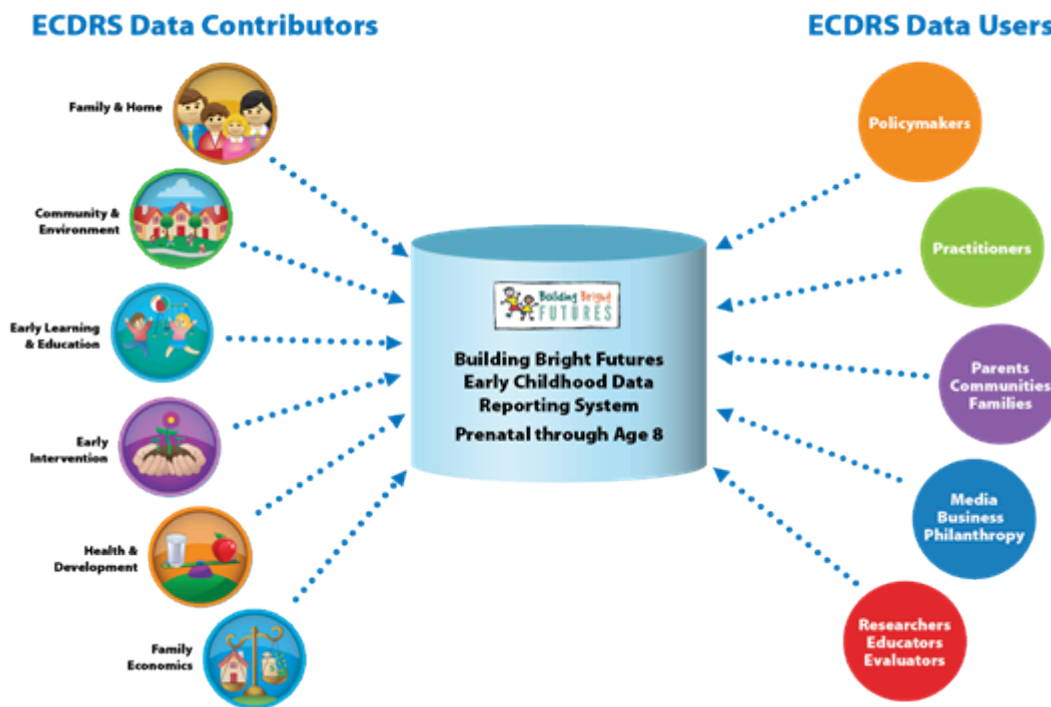 ECDRS Data Contributors
ECDRS Data Users
Family & Home
Community &
Environment
Early Learning
& Education
Early
Intervention
Health &
Development
Family
Economics
Building Bright
FUTURES
Building Bright Futures
Early Childhood Data
Reporting System
Prenatal through Age 8
Policymakers
Practitioners
Parents
Communities
Families
Media
Business
Philanthropy
Researchers
Educators
Evaluators